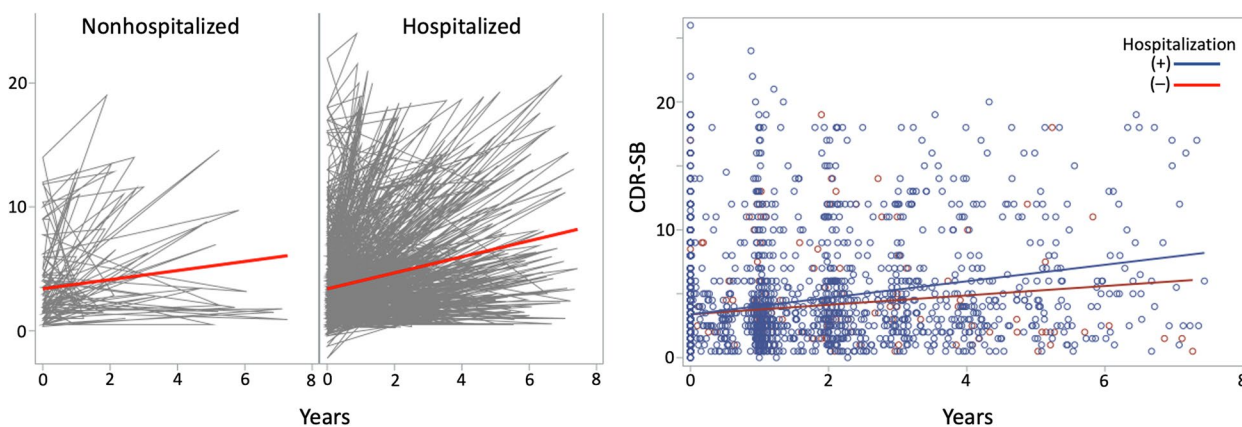 Nonhospitalized
Hospitalized
20
10
0
0 2 4 6 8 0 2 4 6 8
Years
Hospitalization
(+)
(−)
CDR-SB
20
10
0
0 2 4 6 8
Years